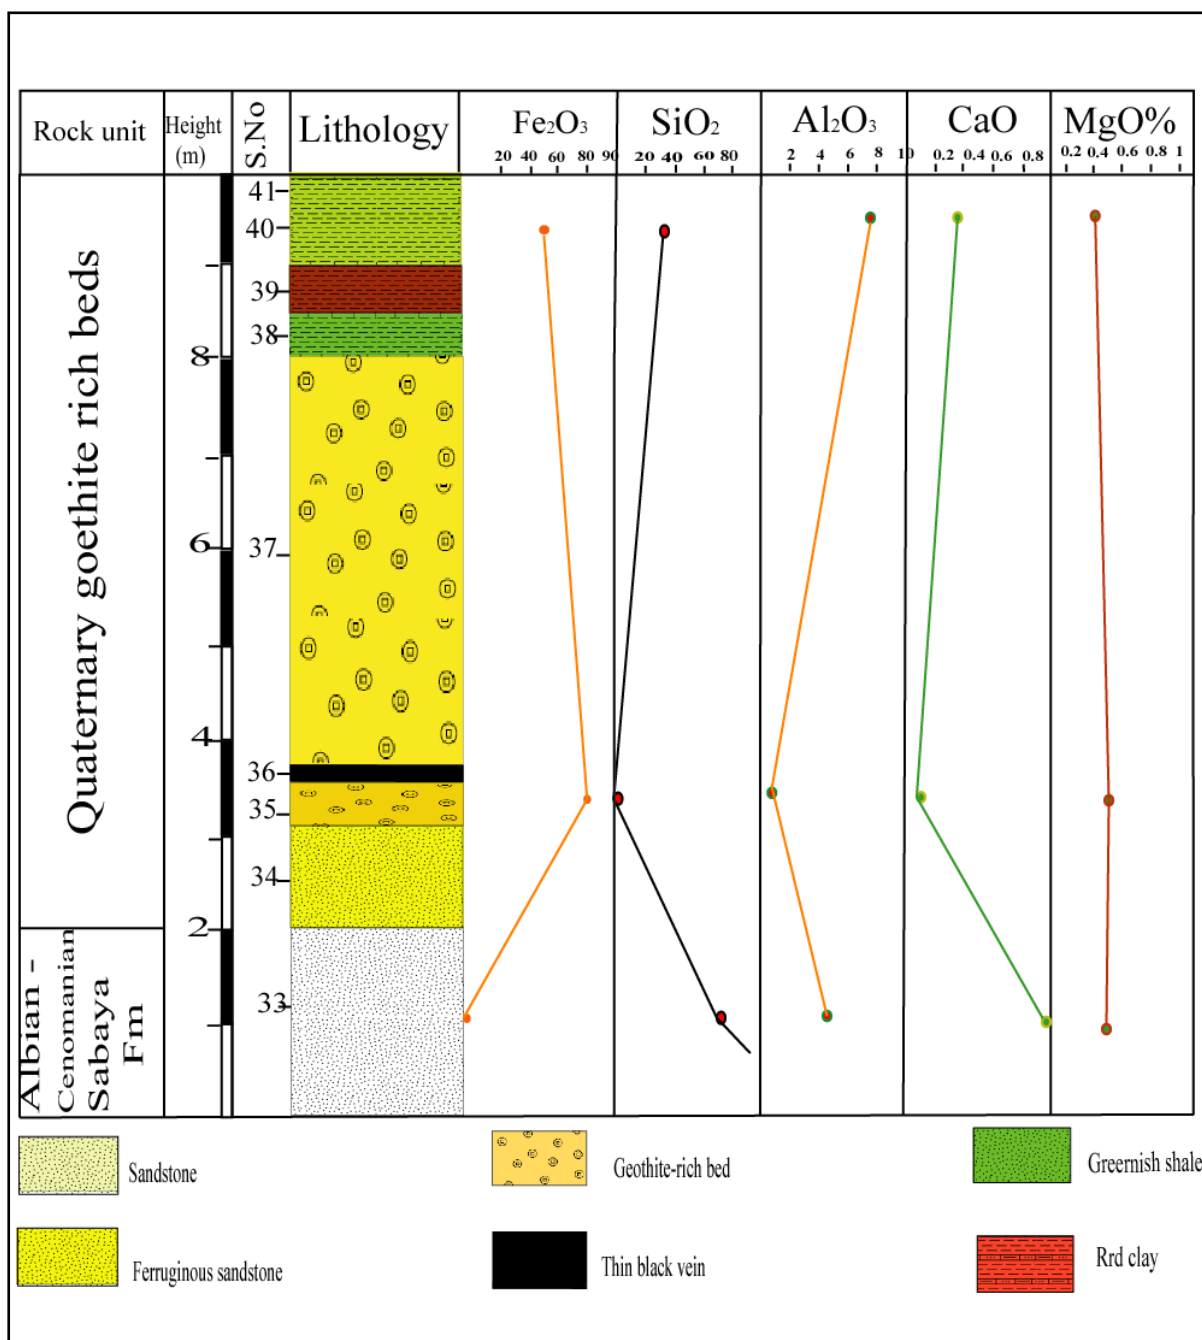 Rock unit
Height
(m)
S.No
Lithology
Fe₂O₃
20 40 60 80 90
SiO₂
20 40 60 80
Al₂O₃
2 4 6 8 10
CaO
0.2 0.4 0.6 0.8
MgO%
0.2 0.4 0.6 0.8 1
Quaternary goethite rich beds
Albian -
Cenomanian
Sabaya
Fm
8
6
4
2
41
40
39
38
37
36
35
34
33
Sandstone
Geothite-rich bed
Greernish shale
Ferruginous sandstone
Thin black vein
Rrd clay